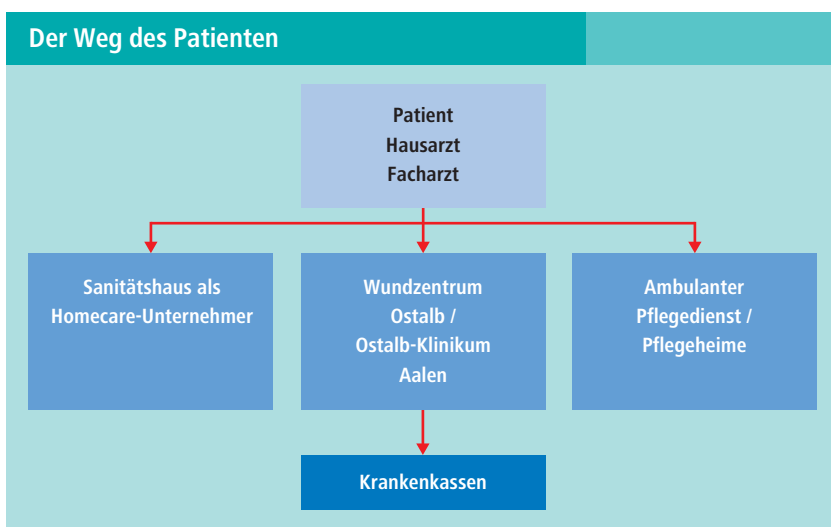 Der Weg des Patienten
Patient
Hausarzt
Facharzt
Sanitätshaus als
Homecare-Unternehmer
Wundzentrum
Ostalb /
Ostalb-Klinikum
Aalen
Ambulanter
Pflegedienst /
Pflegeheime
Krankenkassen